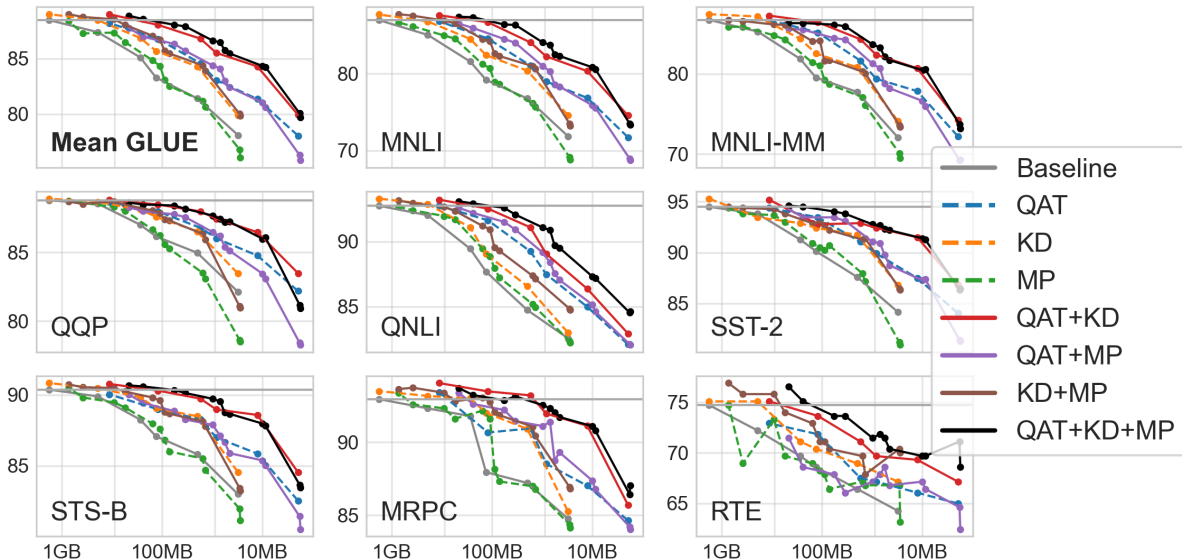 85
80
Mean GLUE
80
70
MNLI
80
70
MNLI-MM
85
80
QQP
90
85
QNLI
95
90
85
SST-2
Baseline
QAT
KD
MP
QAT+KD
QAT+MP
KD+MP
QAT+KD+MP
90
85
STS-B
90
85
MRPC
75
70
65
RTE
1GB 100MB 10MB
1GB 100MB 10MB
1GB 100MB 10MB